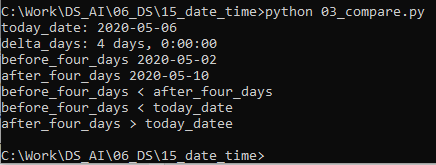 C:\Work\DS_AI\06_DS\15_date_time>python 03_compare.py
today_date: 2020-05-06
delta_days: 4 days, 0:00:00
before_four_days 2020-05-02
after_four_days 2020-05-10
before_four_days < after_four_days
before_four_days < today_date
after_four_days > today_datee
C:\Work\DS_AI\06_DS\15_date_time>